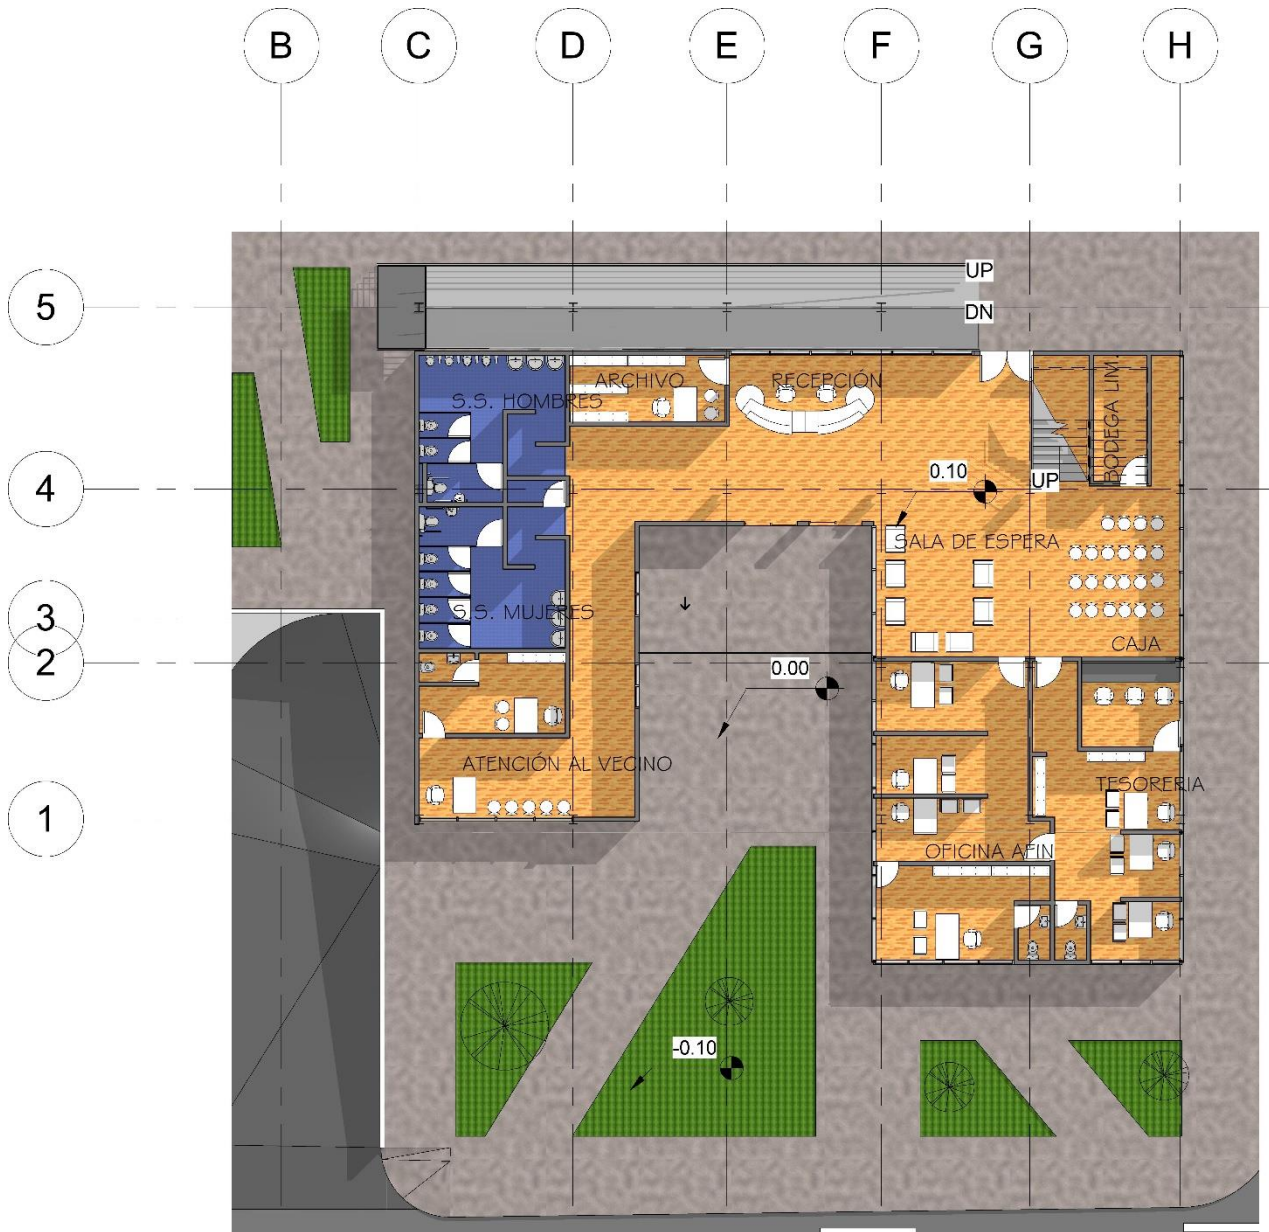 B C D E F G H
UP
5
DN
ARCHIVO
RECEPCIÓN
BODEGA LIM.
S.S. HOMBRES
0.10
UP
4
SALA DE ESPERA
3
S.S. MUJERES
CAJA
2
0.00
ATENCIÓN AL VECINO
TESORERIA
1
OFICINA AFIN
-0.10